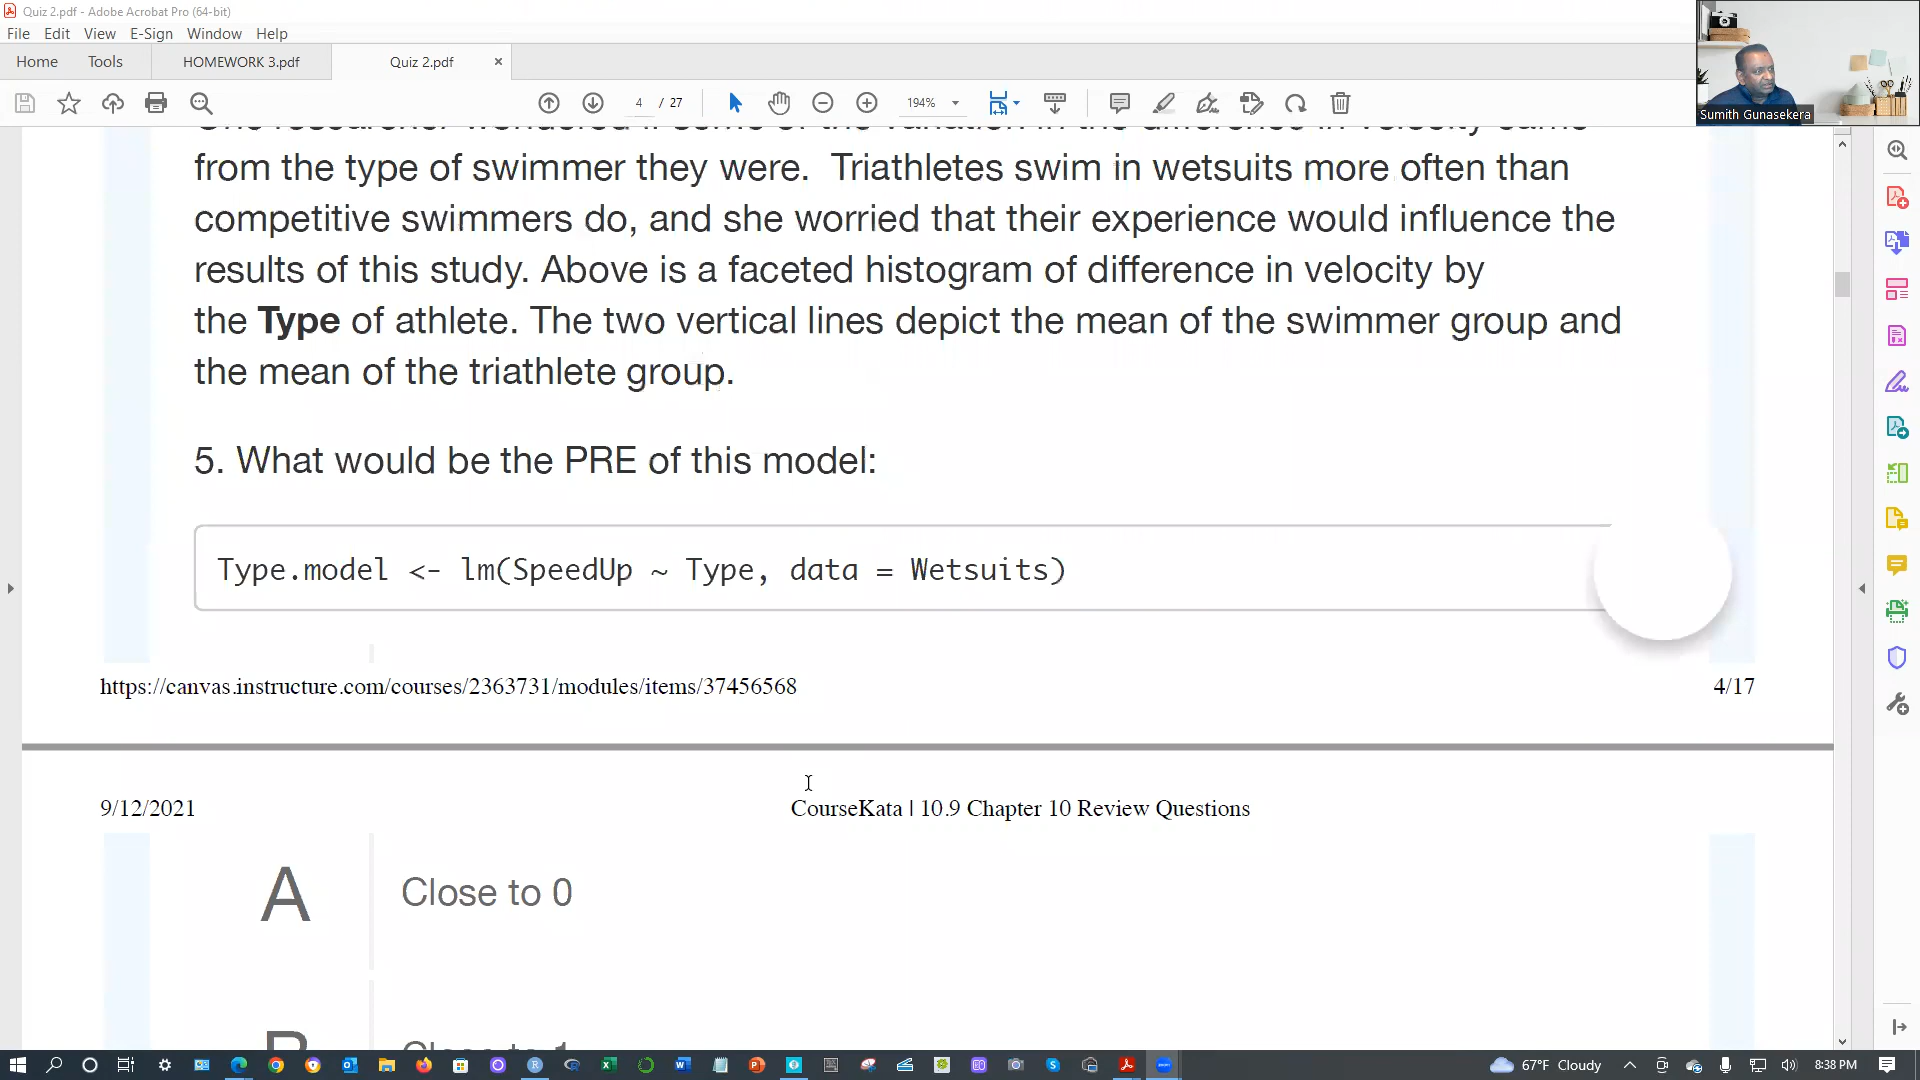 Quiz 2.pdf - Adobe Acrobat Pro (64-bit)
File Edit View E-Sign Window Help
Home Tools HOMEWORK 3.pdf Quiz 2.pdf ×
4 / 27 194%
Sumith Gunasekera
from the type of swimmer they were. Triathletes swim in wetsuits more often than
competitive swimmers do, and she worried that their experience would influence the
results of this study. Above is a faceted histogram of difference in velocity by
the Type of athlete. The two vertical lines depict the mean of the swimmer group and
the mean of the triathlete group.
5. What would be the PRE of this model:
Type.model <- lm(SpeedUp ~ Type, data = Wetsuits)
https://canvas.instructure.com/courses/2363731/modules/items/37456568 4/17
9/12/2021 CourseKata | 10.9 Chapter 10 Review Questions
A Close to 0
67°F Cloudy 8:38 PM